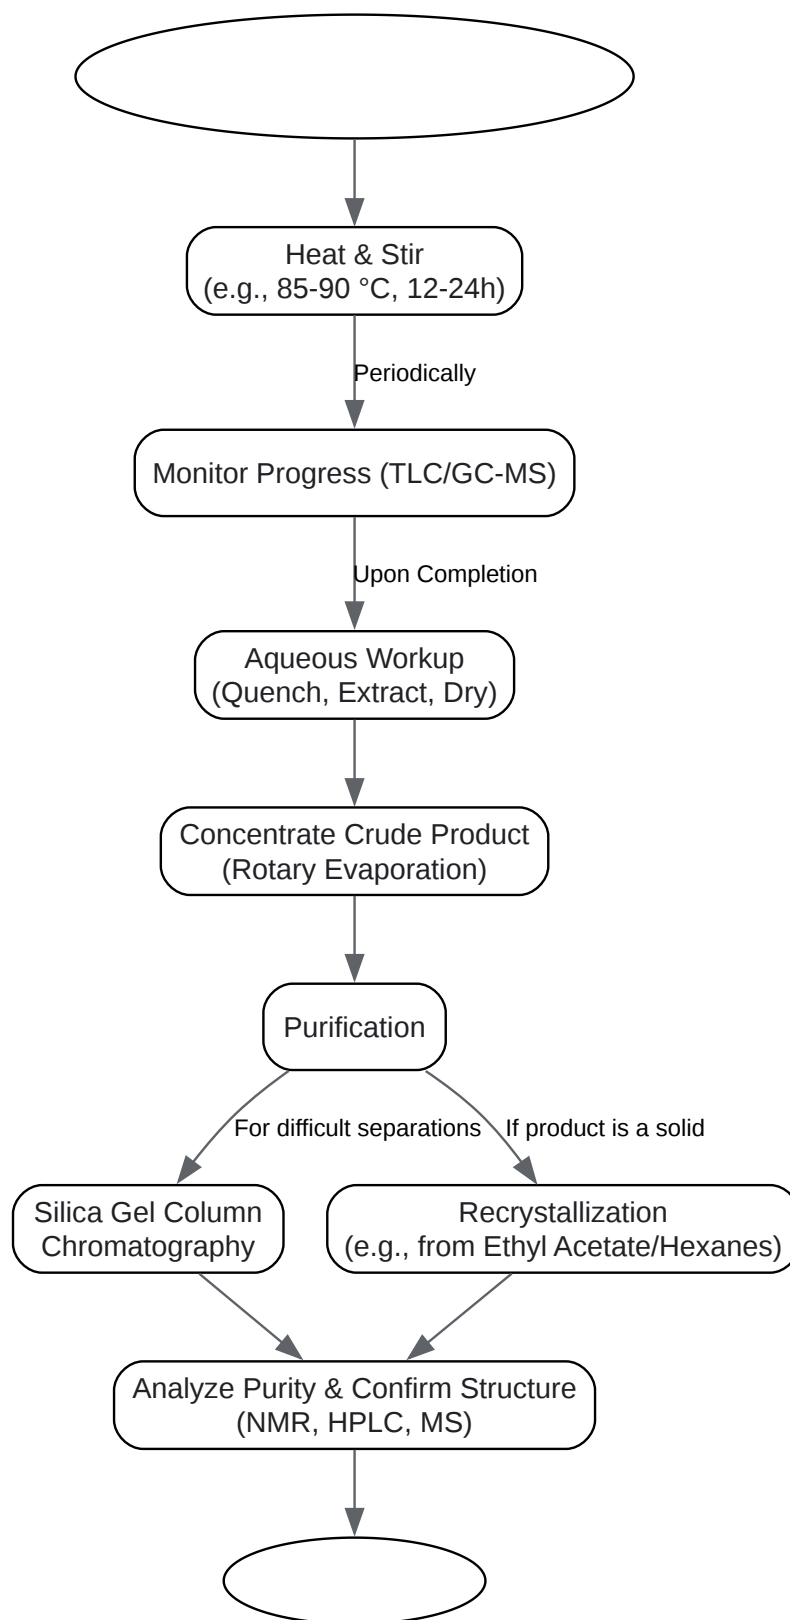 Heat & Stir
(e.g., 85-90 °C, 12-24h)
Periodically
Monitor Progress (TLC/GC-MS)
Upon Completion
Aqueous Workup
(Quench, Extract, Dry)
Concentrate Crude Product
(Rotary Evaporation)
Purification
For difficult separations
If product is a solid
Silica Gel Column
Chromatography
Recrystallization
(e.g., from Ethyl Acetate/Hexanes)
Analyze Purity & Confirm Structure
(NMR, HPLC, MS)